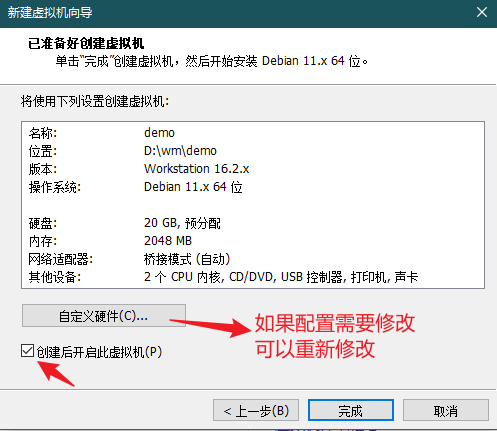 新建虚拟机向导
已准备好创建虚拟机
单击“完成”创建虚拟机，然后开始安装 Debian 11.x 64 位。
将使用下列设置创建虚拟机:
名称: demo
位置: D:\wm\demo
版本: Workstation 16.2.x
操作系统: Debian 11.x 64 位
硬盘: 20 GB, 预分配
内存: 2048 MB
网络适配器: 桥接模式 (自动)
其他设备: 2 个 CPU 内核, CD/DVD, USB 控制器, 打印机, 声卡
自定义硬件(C)...
如果配置需要修改
可以重新修改
创建后开启此虚拟机(P)
< 上一步(B) 完成 取消